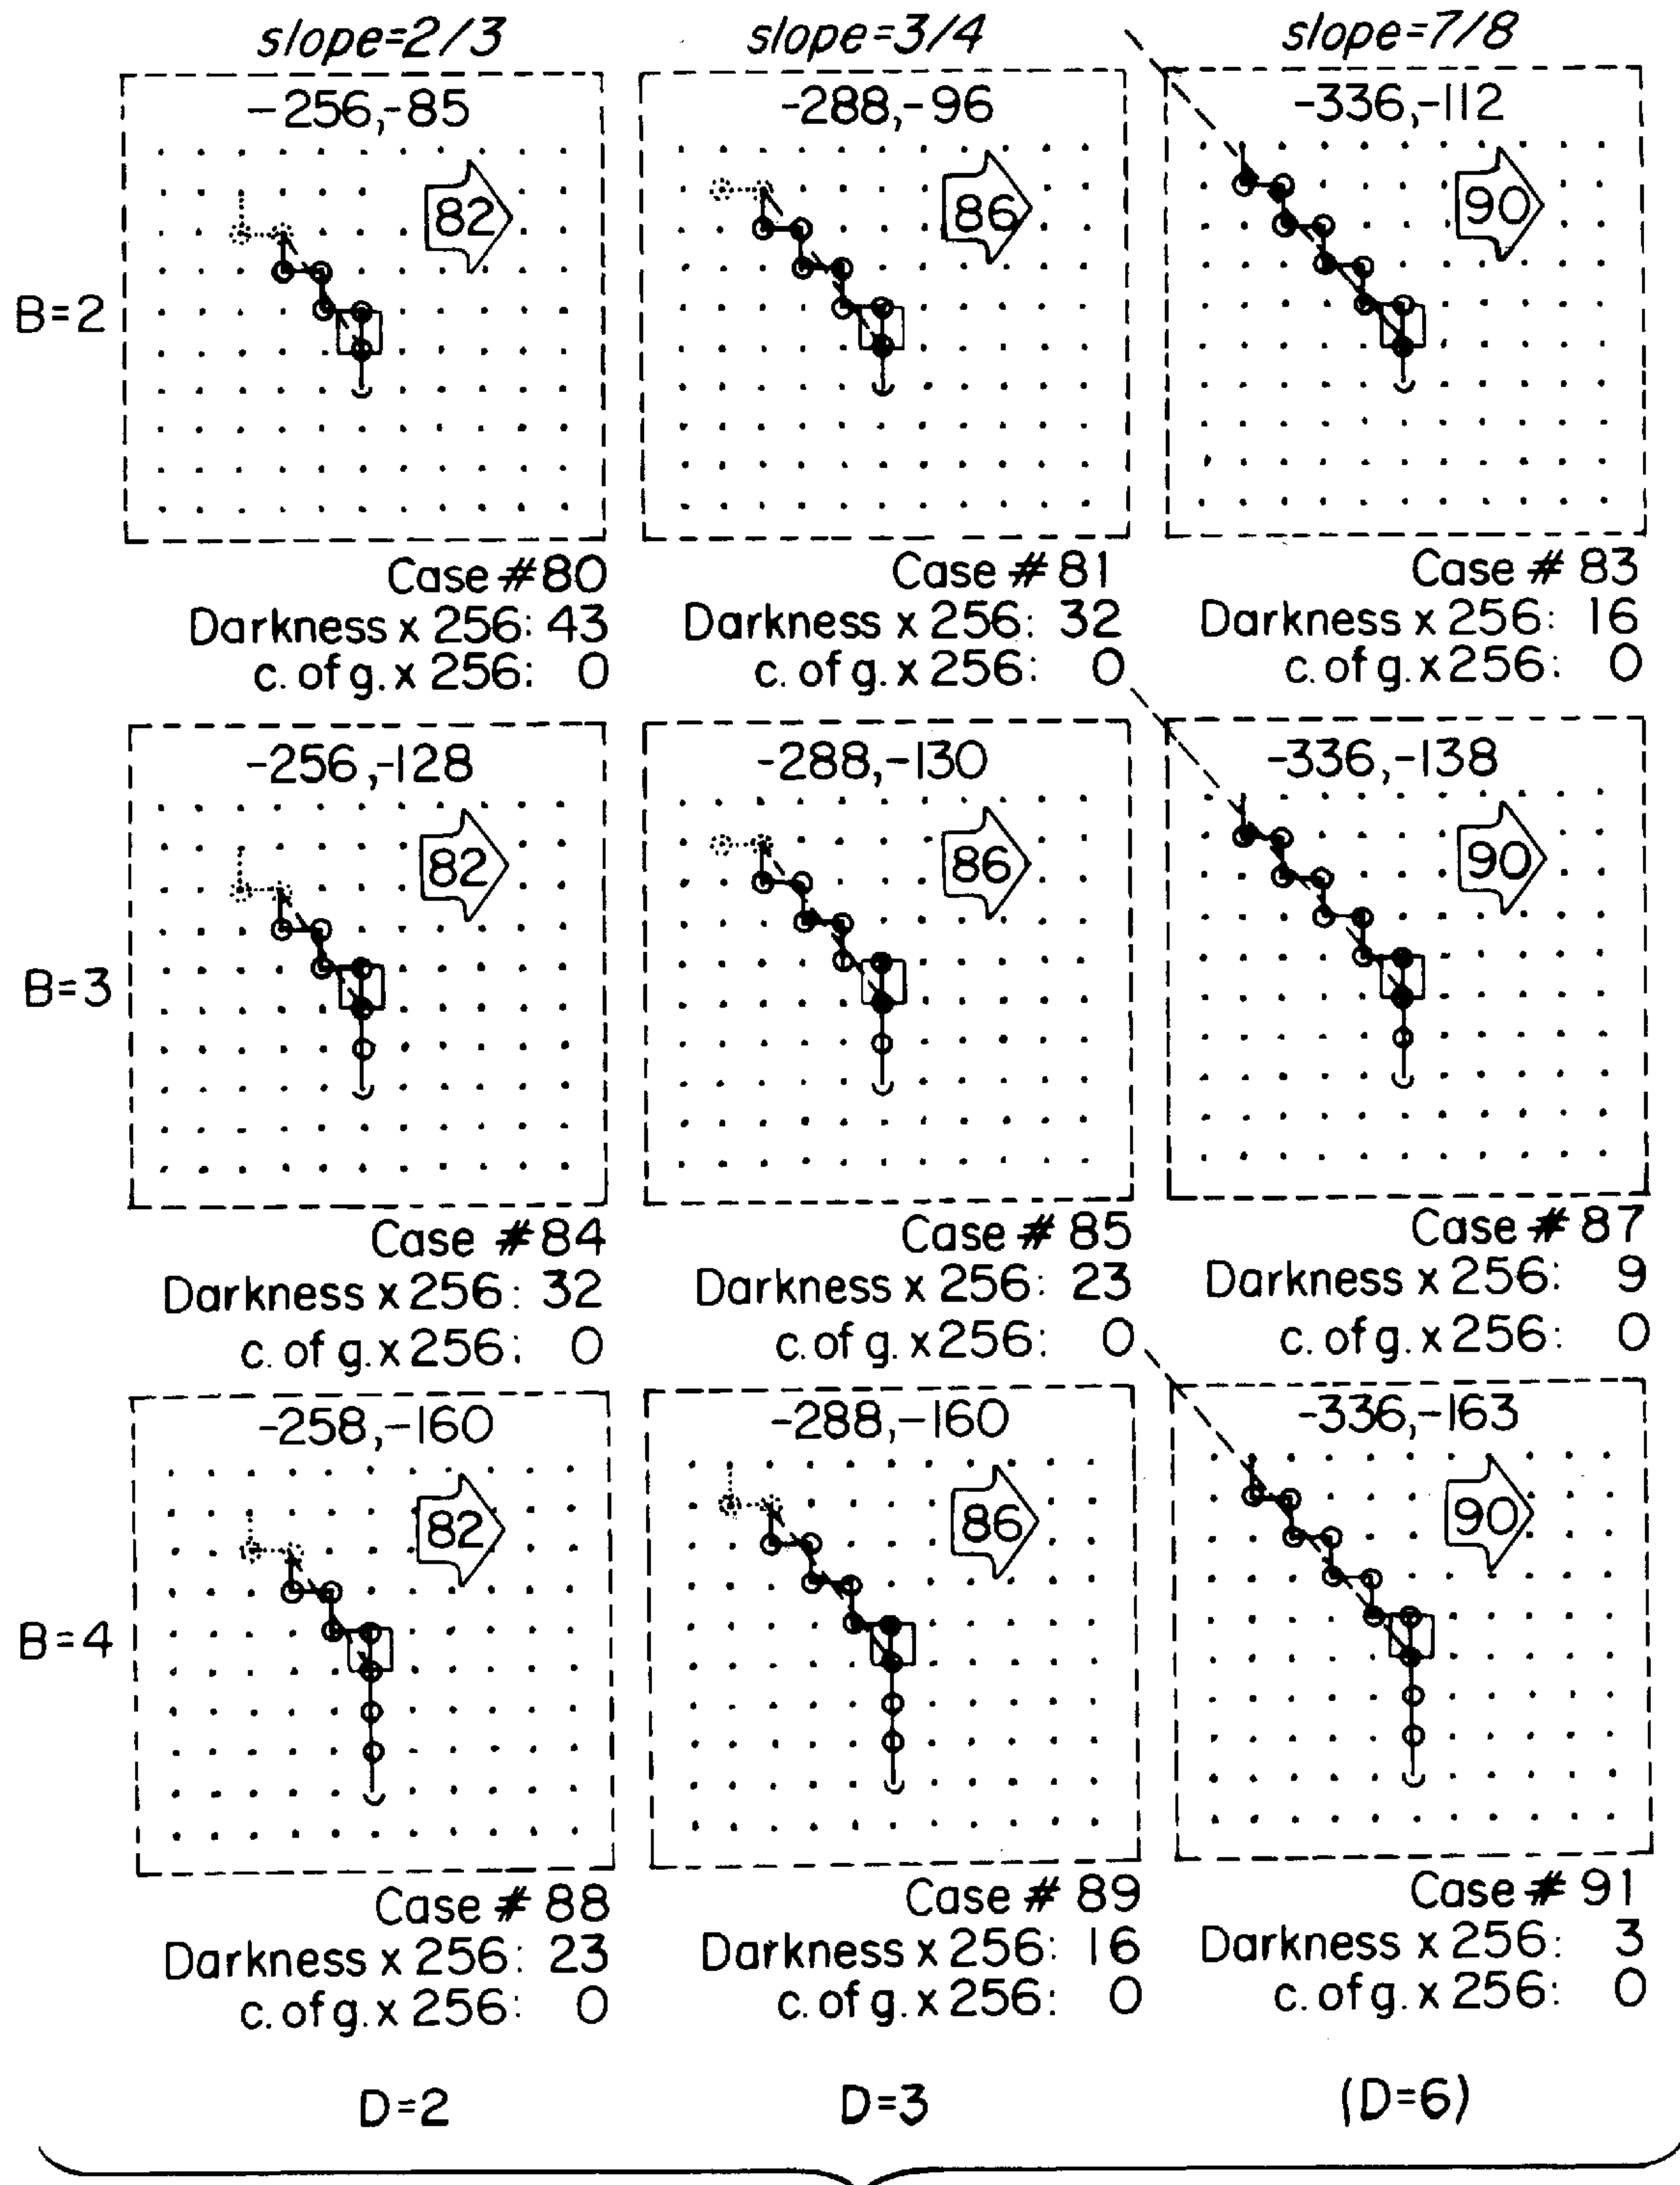 slope=2/3 slope=3/4 slope=7/8
-256,-85 -288,-96 -336,-112
82 86 90
B=2
Case #80 Case #81 Case # 83
Darkness x 256: 43 Darkness x 256: 32 Darkness x 256: 16
c. of g. x 256: 0 c. of g. x 256: 0 c. of g. x 256: 0
-256,-128 -288,-130 -336,-138
82 86 90
B=3
Case #84 Case # 85 Case # 87
Darkness x 256: 32 Darkness x 256: 23 Darkness x 256: 9
c. of g. x 256: 0 c. of g. x 256: 0 c. of g. x 256: 0
-258,-160 -288,-160 -336,-163
82 86 90
B=4
Case # 88 Case # 89 Case # 91
Darkness x 256: 23 Darkness x 256: 16 Darkness x 256: 3
c. of g. x 256: 0 c. of g. x 256: 0 c. of g. x 256: 0
D=2 D=3 (D=6)